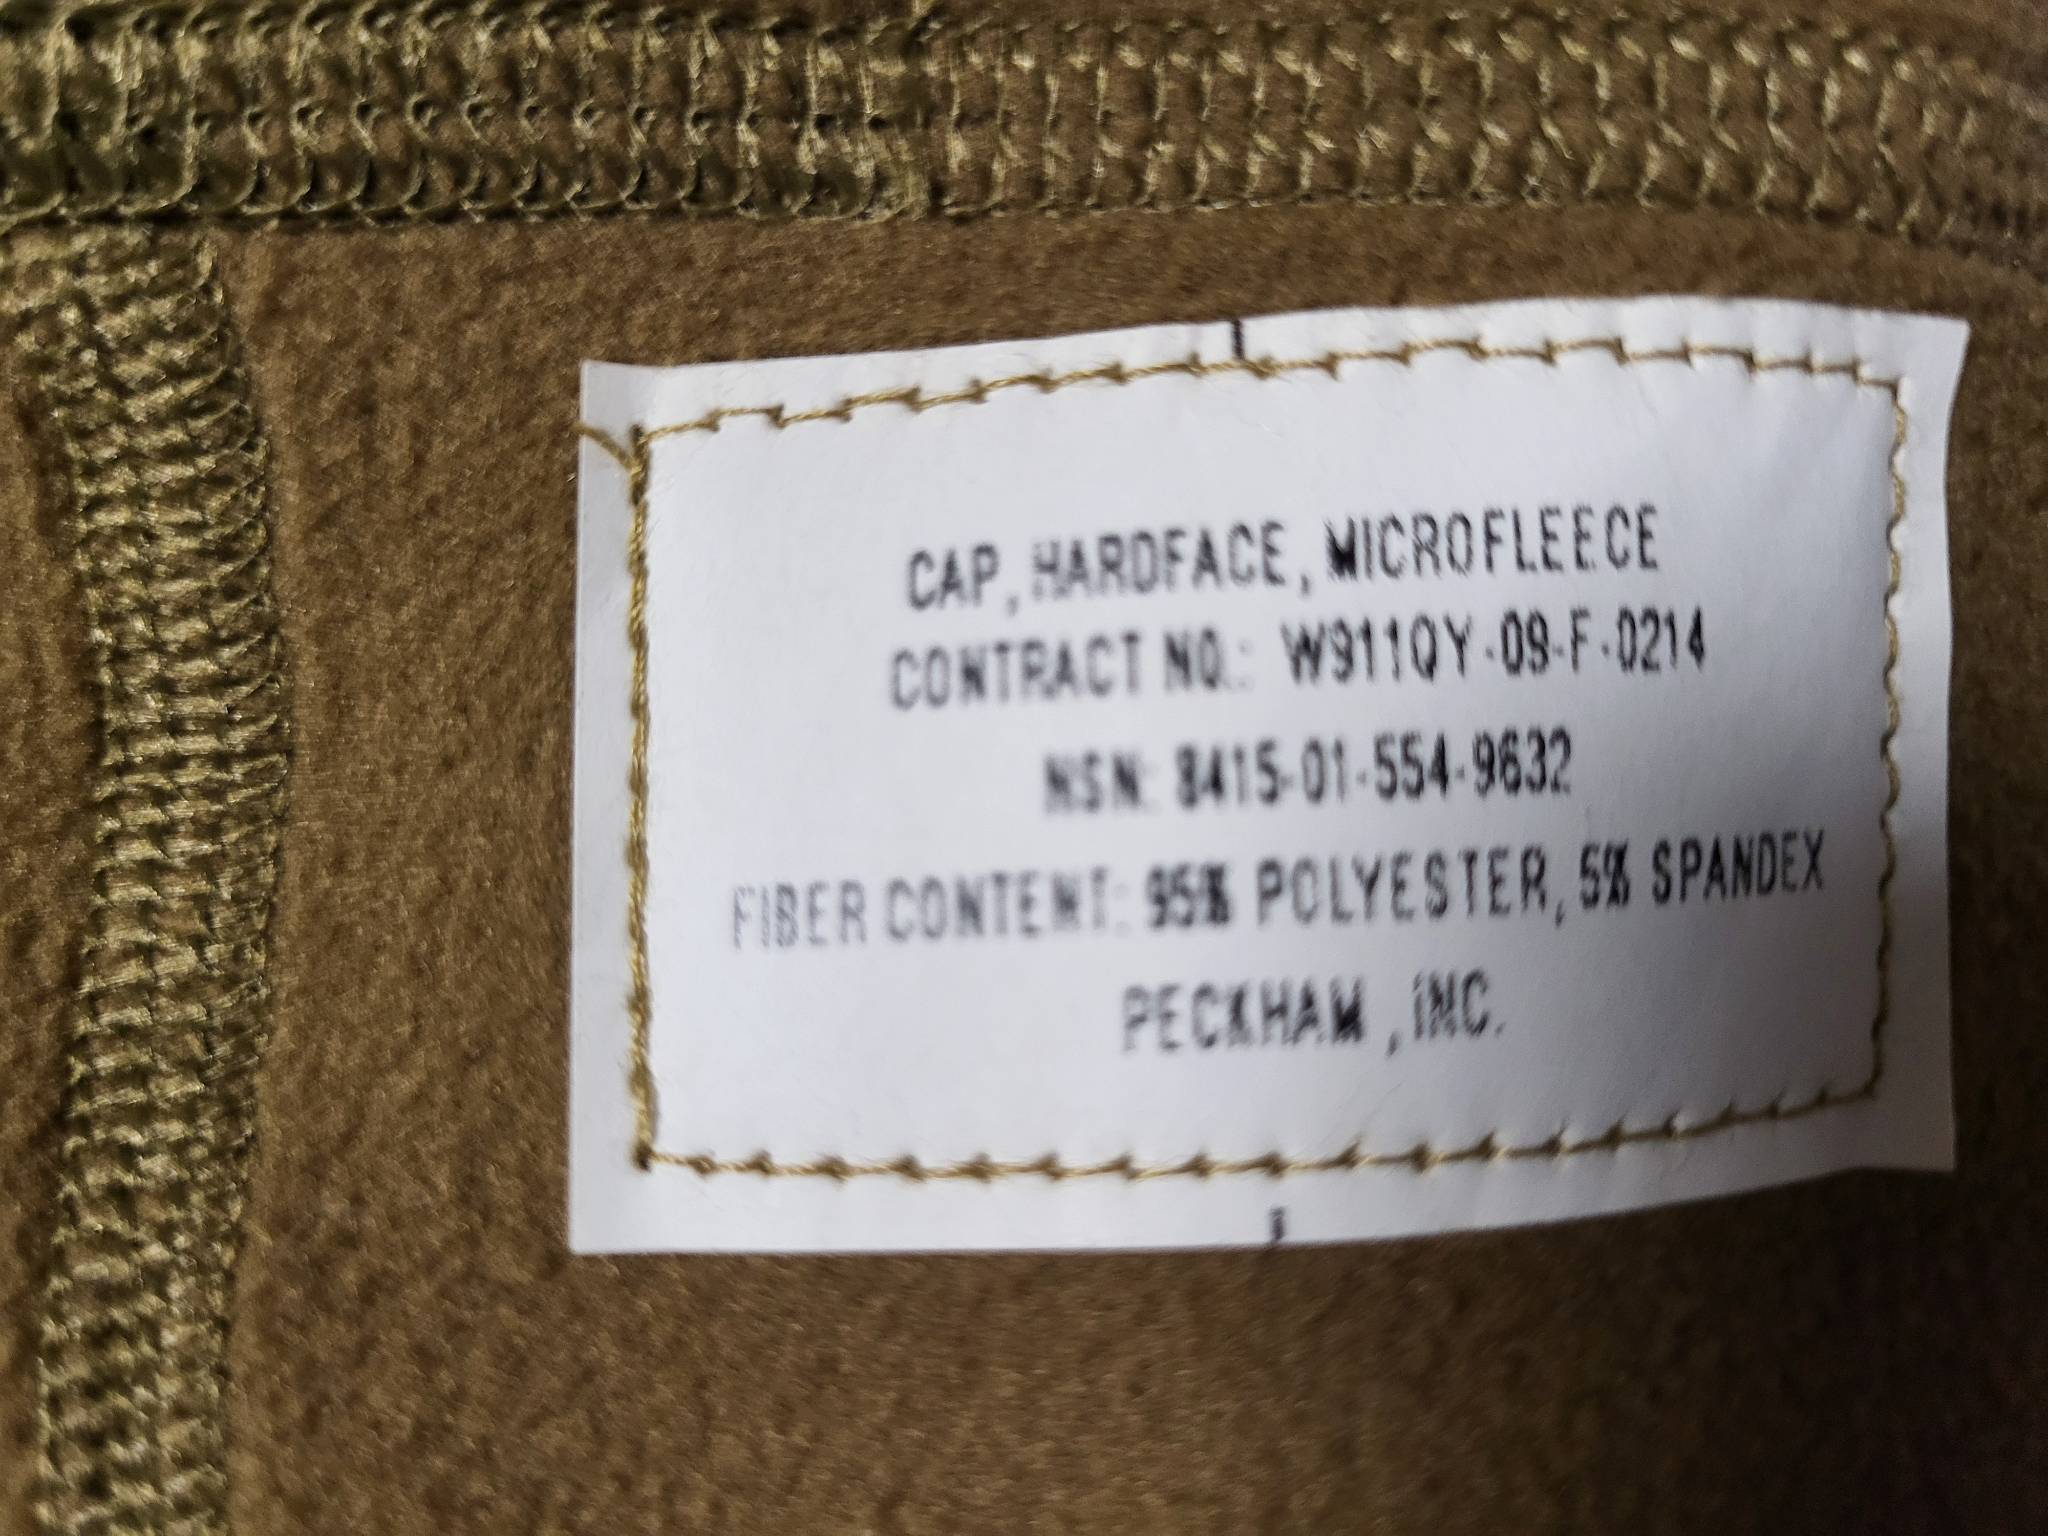 CAP, HARDFACE, MICROFLEECE
CONTRACT NO.: W911QY-09-F-0214
NSN: 8415-01-554-9632
FIBER CONTENT: 95% POLYESTER, 5% SPANDEX
PECKHAM , INC.